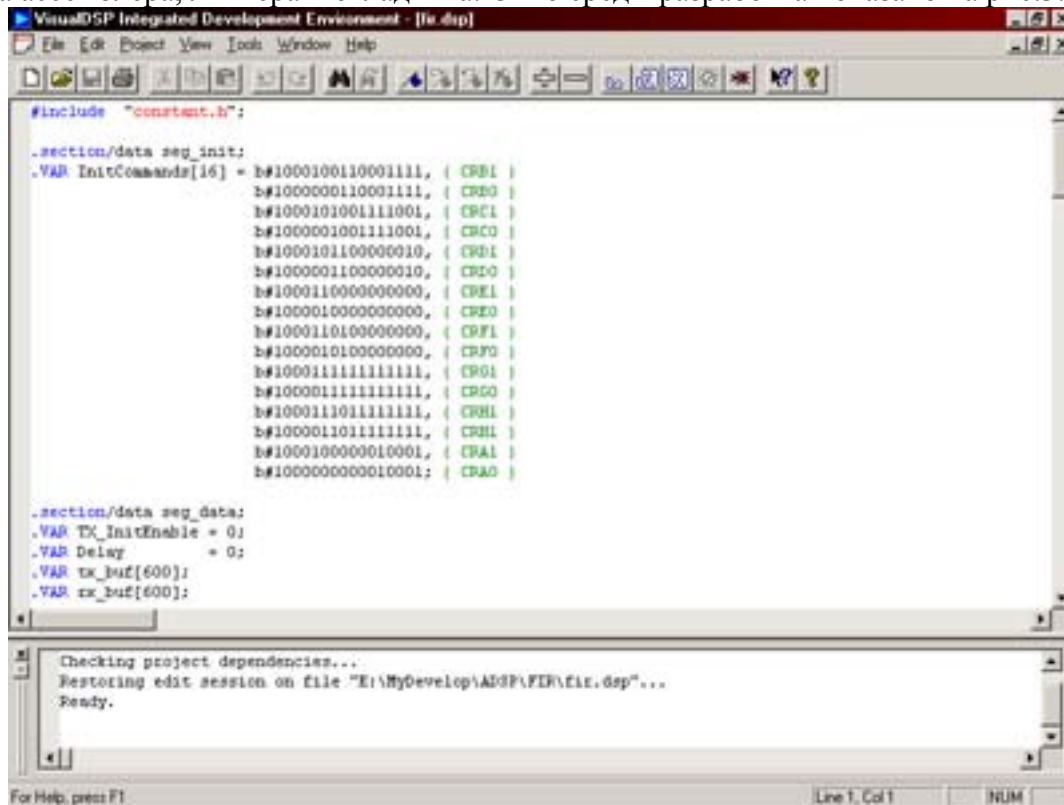 VisualDSP Integrated Development Environment - [fir.dsp]
File Edit Project View Tools Window Help
#include "constant.h";
.section/data seg_init;
.VAR InitCommands[16] = b#1000100110001111, { CRB1 }
b#1000000110001111, { CRB0 }
b#1000101001111001, { CRC1 }
b#1000001001111001, { CRC0 }
b#1000101100000010, { CRD1 }
b#1000001100000010, { CRD0 }
b#1000110000000000, { CRE1 }
b#1000010000000000, { CRE0 }
b#1000110100000000, { CRF1 }
b#1000010100000000, { CRF0 }
b#1000111111111111, { CRG1 }
b#1000011111111111, { CRG0 }
b#1000111011111111, { CRH1 }
b#1000011011111111, { CRH1 }
b#1000100000010001, { CRA1 }
b#1000000000010001; { CRA0 }
.section/data seg_data;
.VAR TX_InitEnable = 0;
.VAR Delay = 0;
.VAR tx_buf[600];
.VAR rx_buf[600];
Checking project dependencies...
Restoring edit session on file "E:\MyDevelop\ADSP\FIR\fir.dsp"...
Ready.
For Help, press F1 Line 1, Col 1 NUM